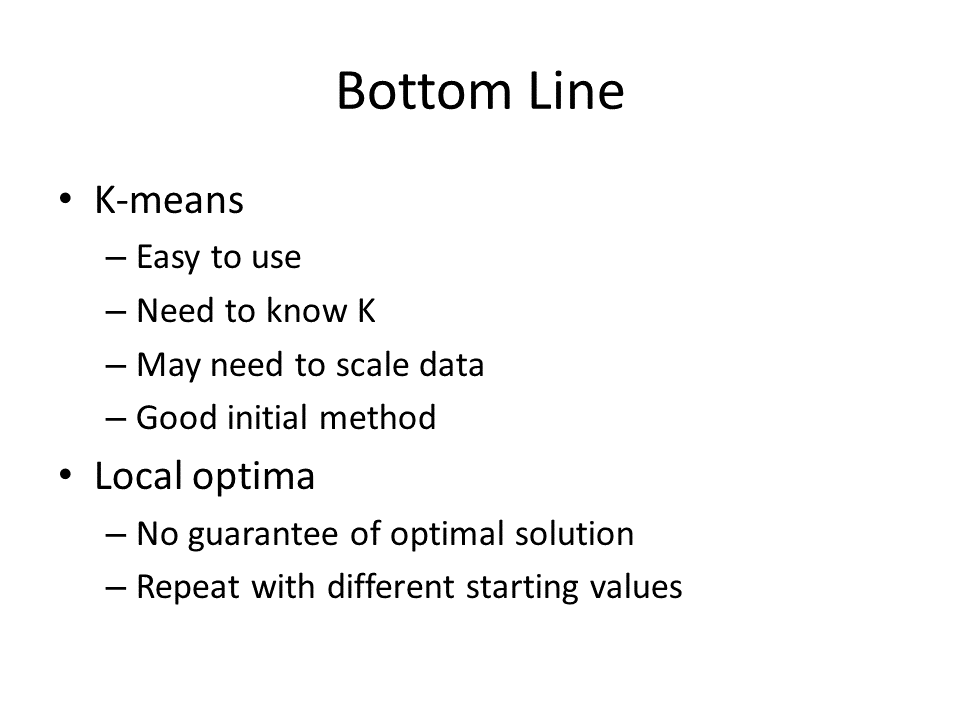 Bottom Line
• K-means
– Easy to use
– Need to know K
– May need to scale data
– Good initial method
• Local optima
– No guarantee of optimal solution
– Repeat with different starting values